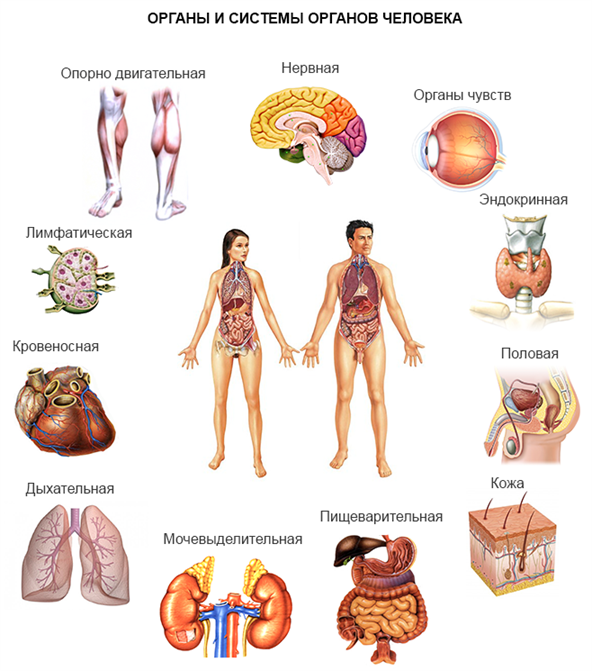 ОРГАНЫ И СИСТЕМЫ ОРГАНОВ ЧЕЛОВЕКА
Опорно двигательная
Нервная
Органы чувств
Эндокринная
Лимфатическая
Кровеносная
Половая
Дыхательная
Мочевыделительная
Пищеварительная
Кожа